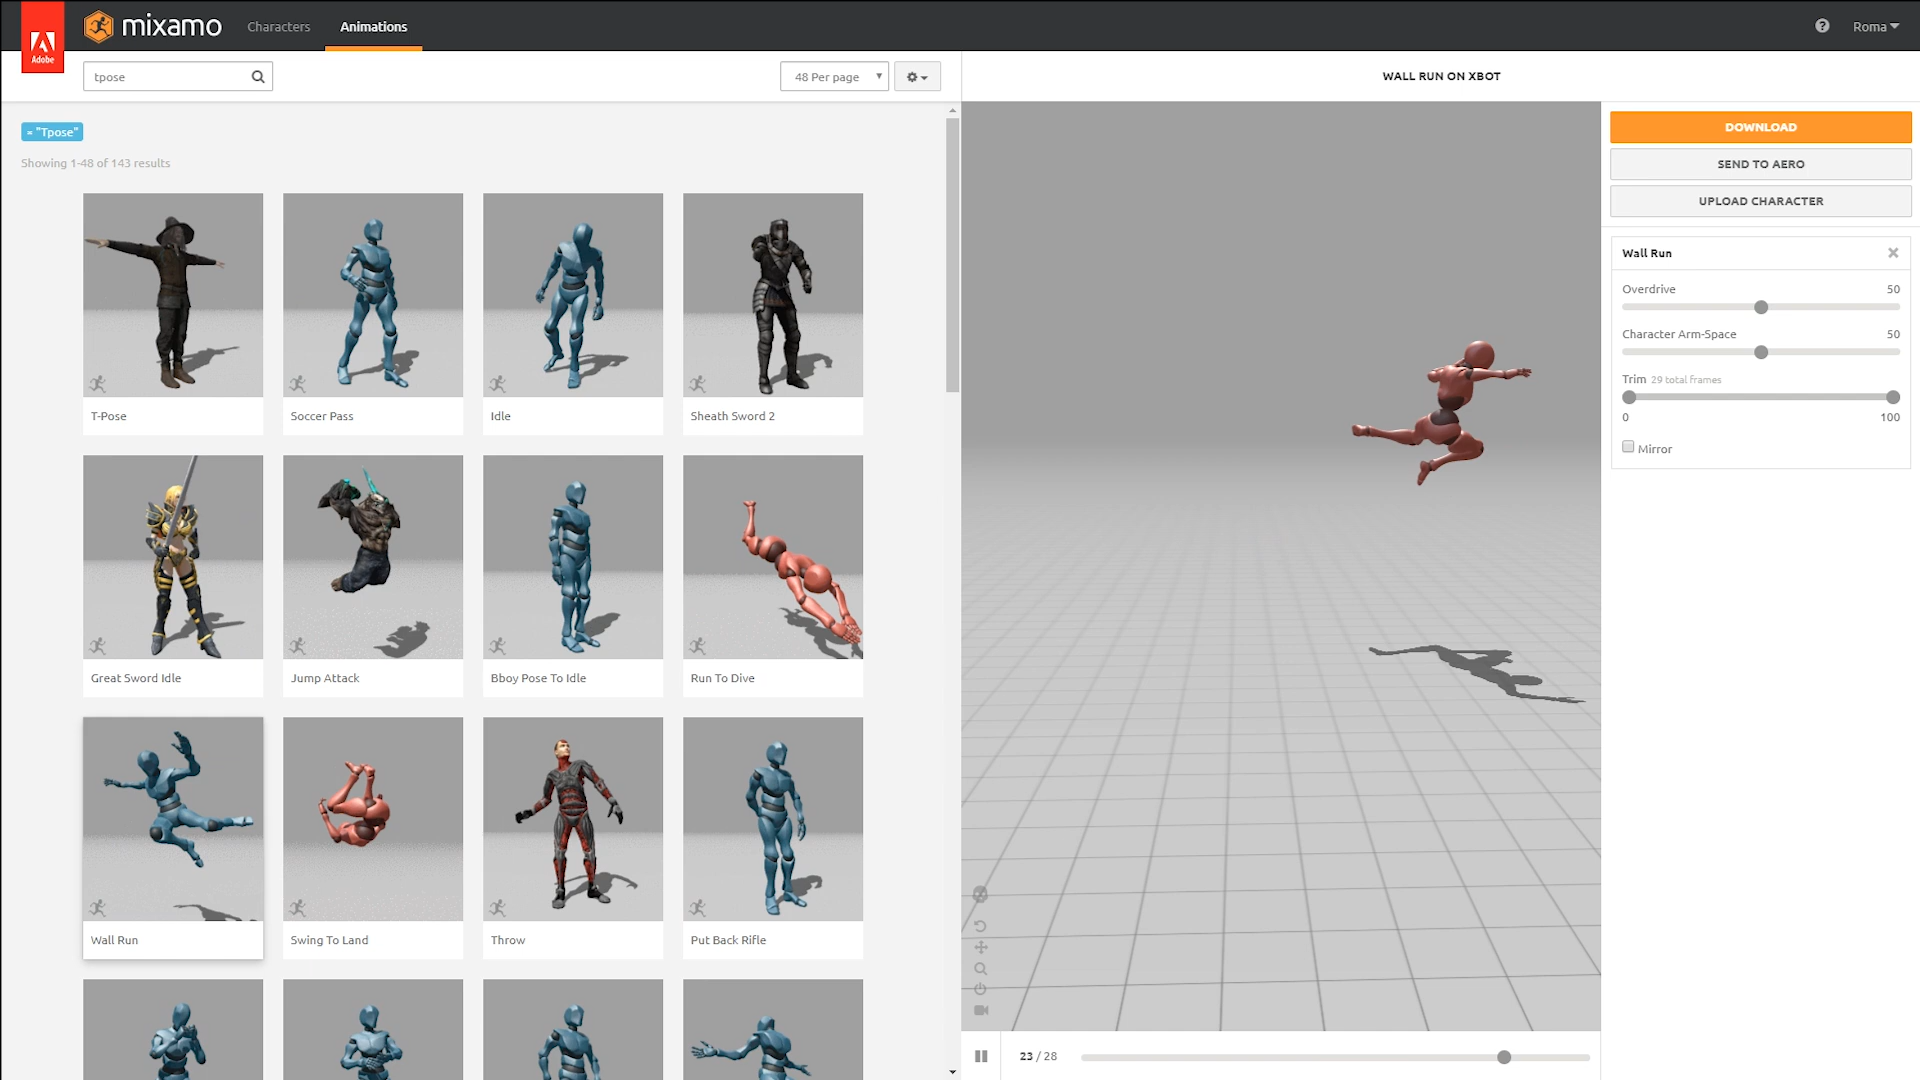 Adobe
mixamo
Characters
Animations
Roma
tpose
48 Per page
WALL RUN ON XBOT
× "Tpose"
Showing 1-48 of 143 results
T-Pose
Soccer Pass
Idle
Sheath Sword 2
Great Sword Idle
Jump Attack
Bboy Pose To Idle
Run To Dive
Wall Run
Swing To Land
Throw
Put Back Rifle
23 / 28
DOWNLOAD
SEND TO AERO
UPLOAD CHARACTER
Wall Run
Overdrive 50
Character Arm-Space 50
Trim 29 total frames
0 100
Mirror